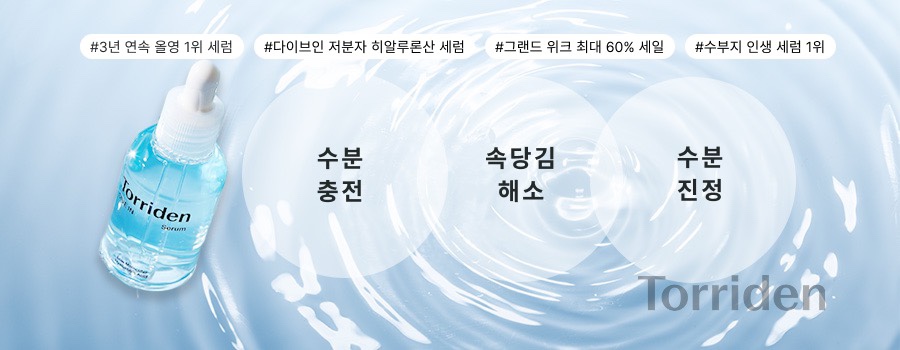 #3년 연속 올영 1위 세럼
#다이브인 저분자 히알루론산 세럼
#그랜드 위크 최대 60% 세일
#수부지 인생 세럼 1위
수분
충전
속당김
해소
수분
진정
Torriden
Serum
Torriden